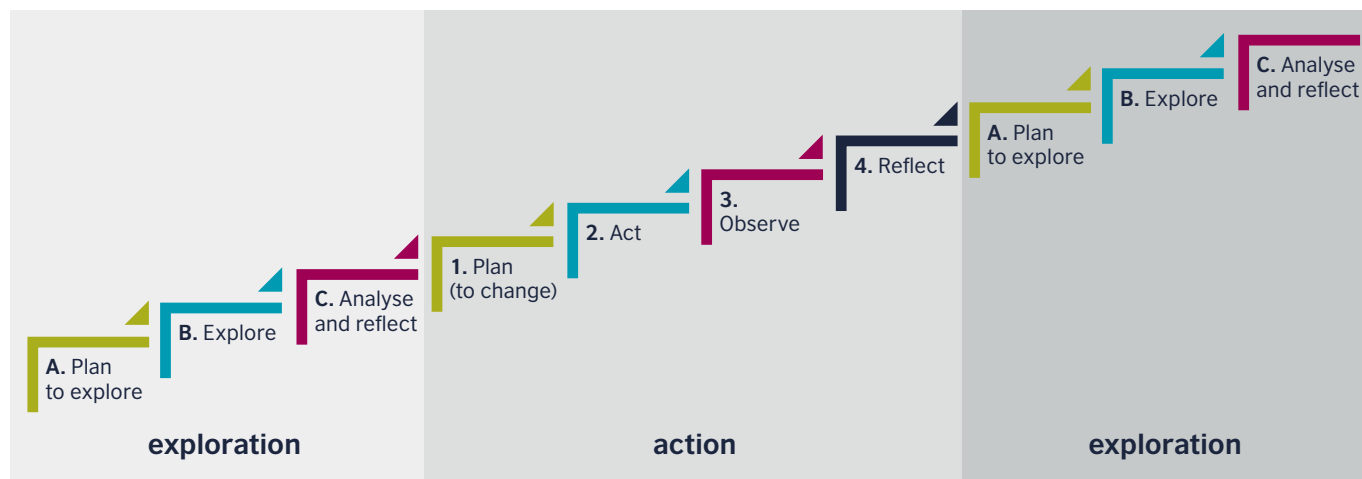 A. Plan
to explore
B. Explore
C. Analyse
and reflect
1. Plan
(to change)
2. Act
3.
Observe
4. Reflect
A. Plan
to explore
B. Explore
C. Analyse
and reflect
exploration
action
exploration